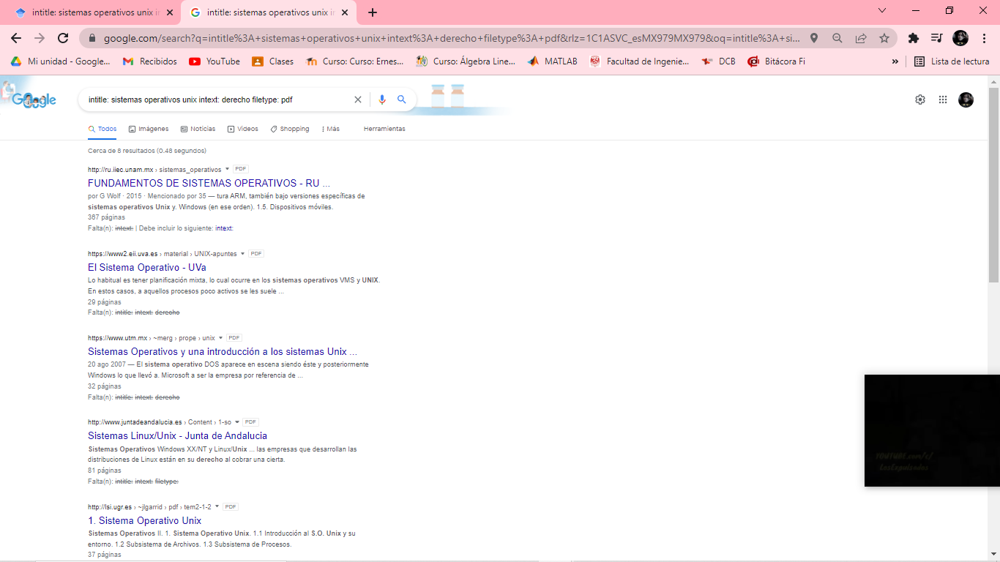 intitle: sistemas operativos unix in
intitle: sistemas operativos unix in
google.com/search?q=intitle%3A+sistemas+operativos+unix+intext%3A+derecho+filetype%3A+pdf&rlz=1C1ASVC_esMX979MX979&oq=intitle%3A+si...
Mi unidad - Google... Recibidos YouTube Clases Curso: Curso: Ernes... Curso: Álgebra Line... MATLAB Facultad de Ingenie... DCB Bitácora Fi » Lista de lectura
Google
intitle: sistemas operativos unix intext: derecho filetype: pdf
Todos Imágenes Noticias Videos Shopping Más Herramientas
Cerca de 8 resultados (0.48 segundos)
http://ru.iiec.unam.mx › sistemas_operativos PDF
FUNDAMENTOS DE SISTEMAS OPERATIVOS - RU ...
por G Wolf · 2015 · Mencionado por 35 — tura ARM, también bajo versiones específicas de
sistemas operativos Unix y. Windows (en ese orden). 1.5. Dispositivos móviles.
367 páginas
Falta(n): intext: | Debe incluir lo siguiente: intext:
https://www2.eii.uva.es › material › UNIX-apuntes PDF
El Sistema Operativo - UVa
Lo habitual es tener planificación mixta, lo cual ocurre en los sistemas operativos VMS y UNIX.
En estos casos, a aquellos procesos poco activos se les suele ...
29 páginas
Falta(n): intitle: intext: derecho
https://www.utm.mx › ~merg › prope › unix PDF
Sistemas Operativos y una introducción a los sistemas Unix ...
20 ago 2007 — El sistema operativo DOS aparece en escena siendo éste y posteriormente
Windows lo que llevó a. Microsoft a ser la empresa por referencia de ...
32 páginas
Falta(n): intitle: intext: derecho
http://www.juntadeandalucia.es › Content › 1-so PDF
Sistemas Linux/Unix - Junta de Andalucia
Sistemas Operativos Windows XX/NT y Linux/Unix ... las empresas que desarrollan las
distribuciones de Linux están en su derecho al cobrar una cierta.
81 páginas
Falta(n): intitle: intext: filetype:
http://lsi.ugr.es › ~jlgarrid › pdf › tem2-1-2 PDF
1. Sistema Operativo Unix
Sistemas Operativos II. 1. Sistema Operativo Unix. 1.1 Introducción al S.O. Unix y su
entorno. 1.2 Subsistema de Archivos. 1.3 Subsistema de Procesos.
37 páginas
YOUTUBE.com/c/